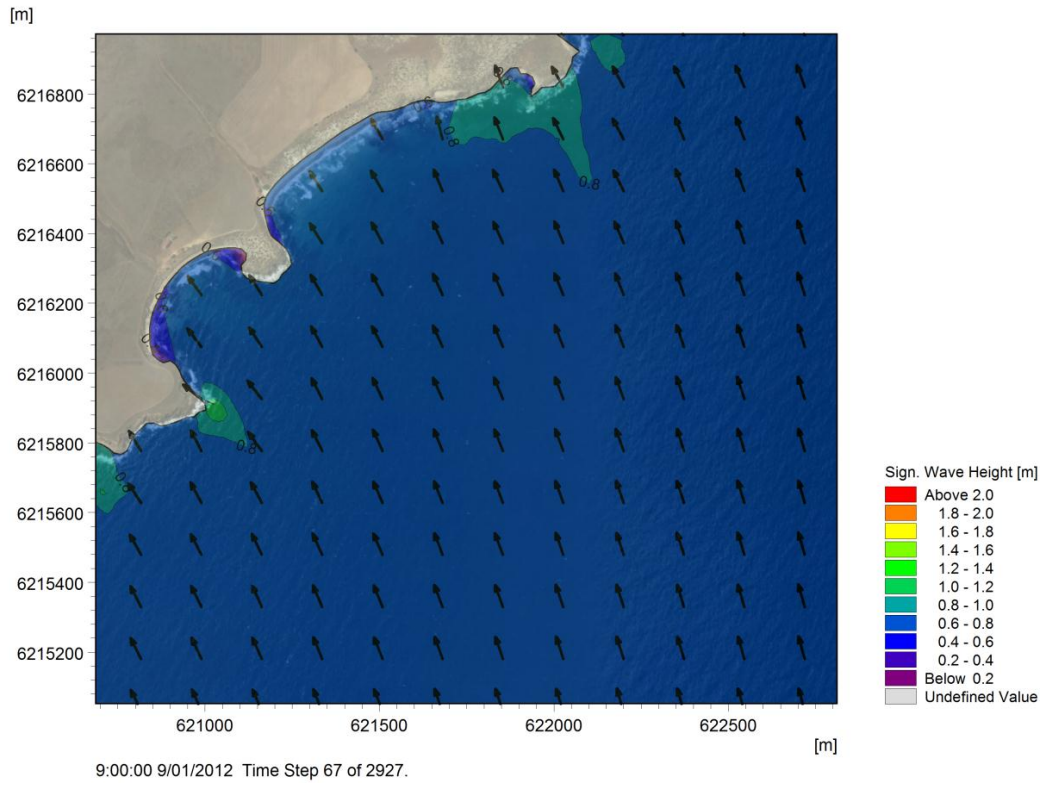 [m]
6216800
6216600
6216400
6216200
6216000
6215800
6215600
6215400
6215200
0.8
0.8
0.8
0.8
621000
621500
622000
622500
[m]
Sign. Wave Height [m]
Above 2.0
1.8 - 2.0
1.6 - 1.8
1.4 - 1.6
1.2 - 1.4
1.0 - 1.2
0.8 - 1.0
0.6 - 0.8
0.4 - 0.6
0.2 - 0.4
Below 0.2
Undefined Value
9:00:00 9/01/2012 Time Step 67 of 2927.